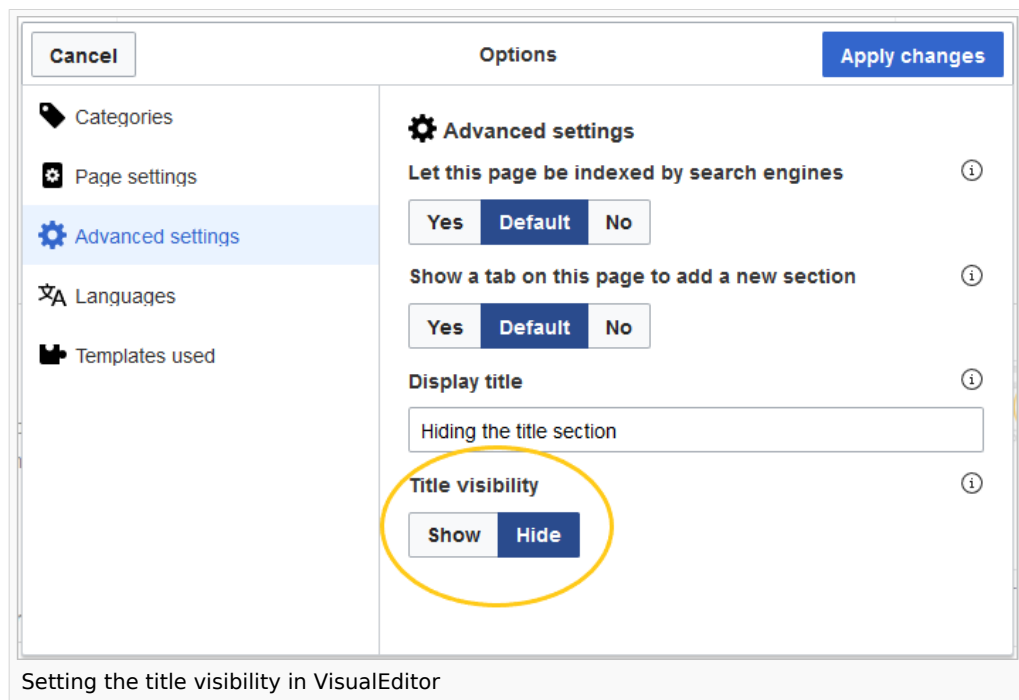 Cancel
Options
Apply changes
Categories
Page settings
Advanced settings
Languages
Templates used
Advanced settings
Let this page be indexed by search engines
Yes Default No
Show a tab on this page to add a new section
Yes Default No
Display title
Hiding the title section
Title visibility
Show Hide
Setting the title visibility in VisualEditor